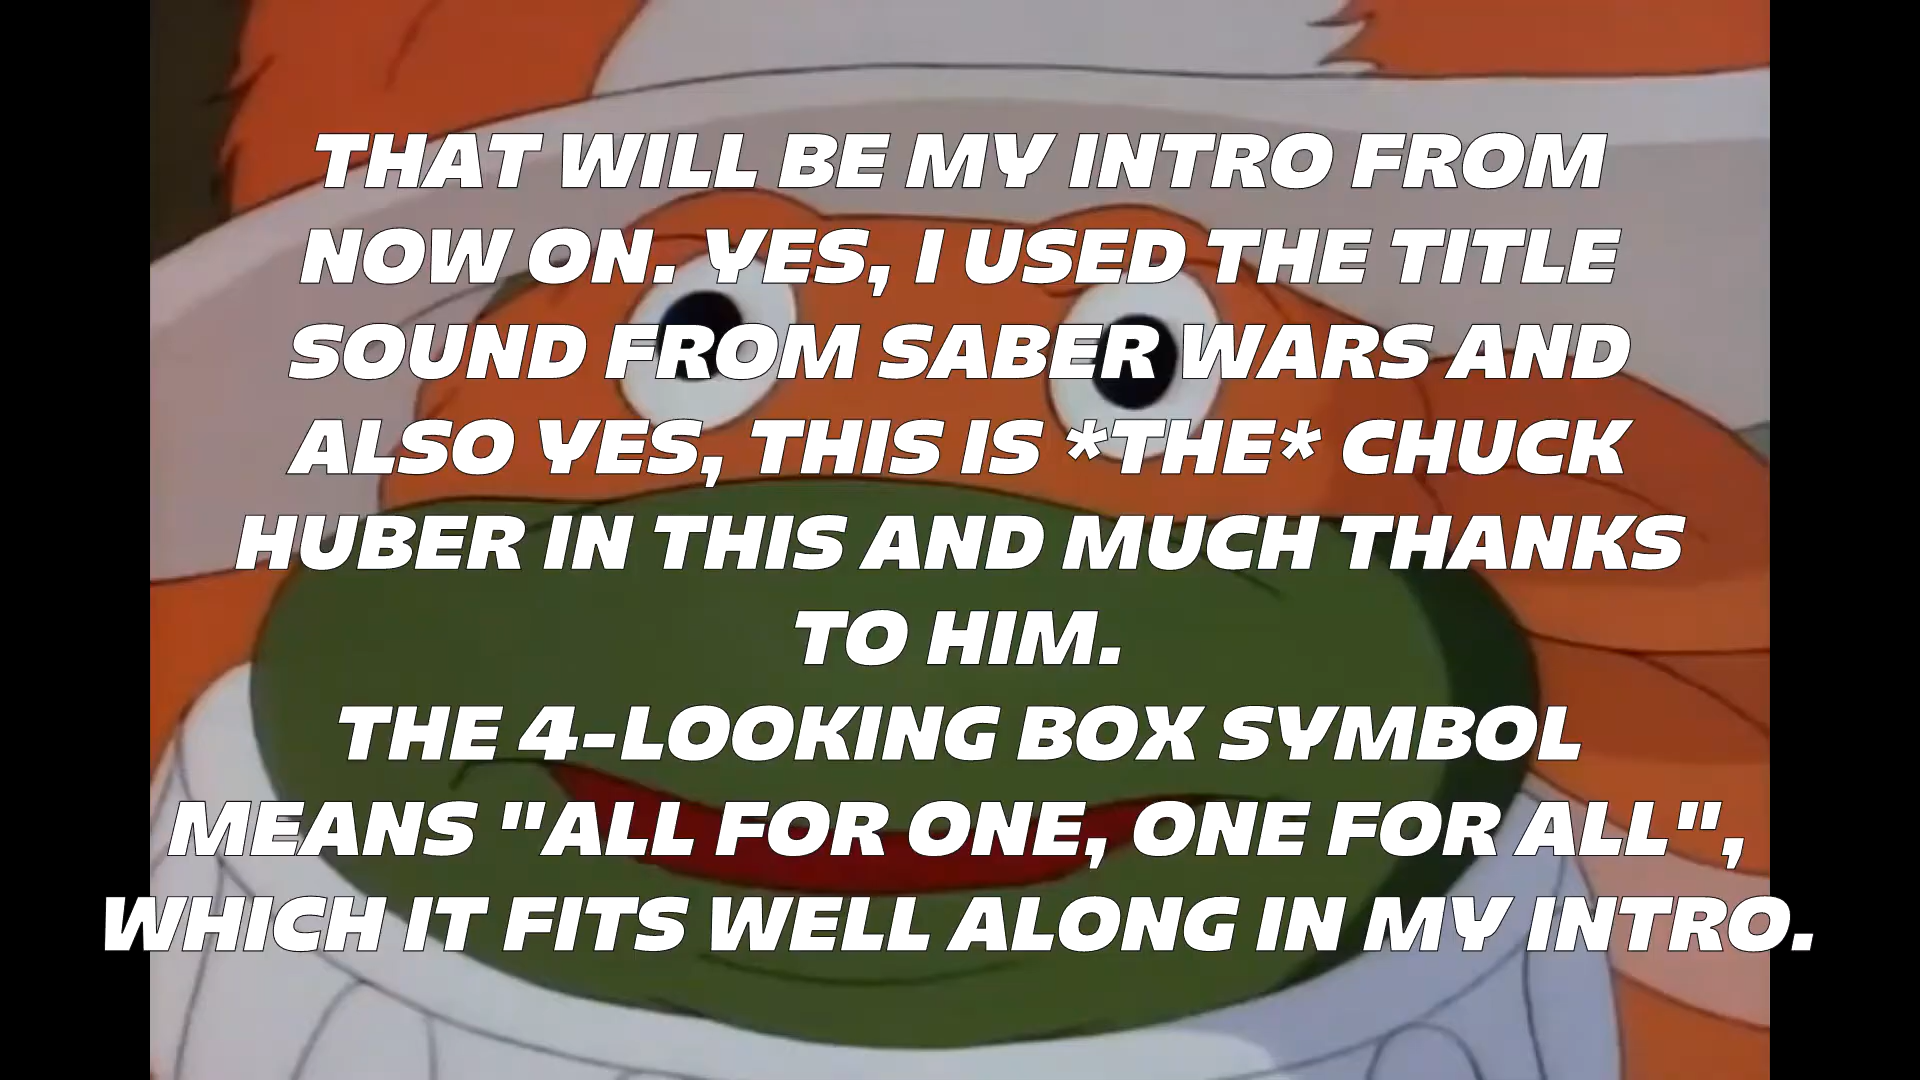 THAT WILL BE MY INTRO FROM
NOW ON. YES, I USED THE TITLE
SOUND FROM SABER WARS AND
ALSO YES, THIS IS *THE* CHUCK
HUBER IN THIS AND MUCH THANKS
TO HIM.
THE 4-LOOKING BOX SYMBOL
MEANS "ALL FOR ONE, ONE FOR ALL",
WHICH IT FITS WELL ALONG IN MY INTRO.